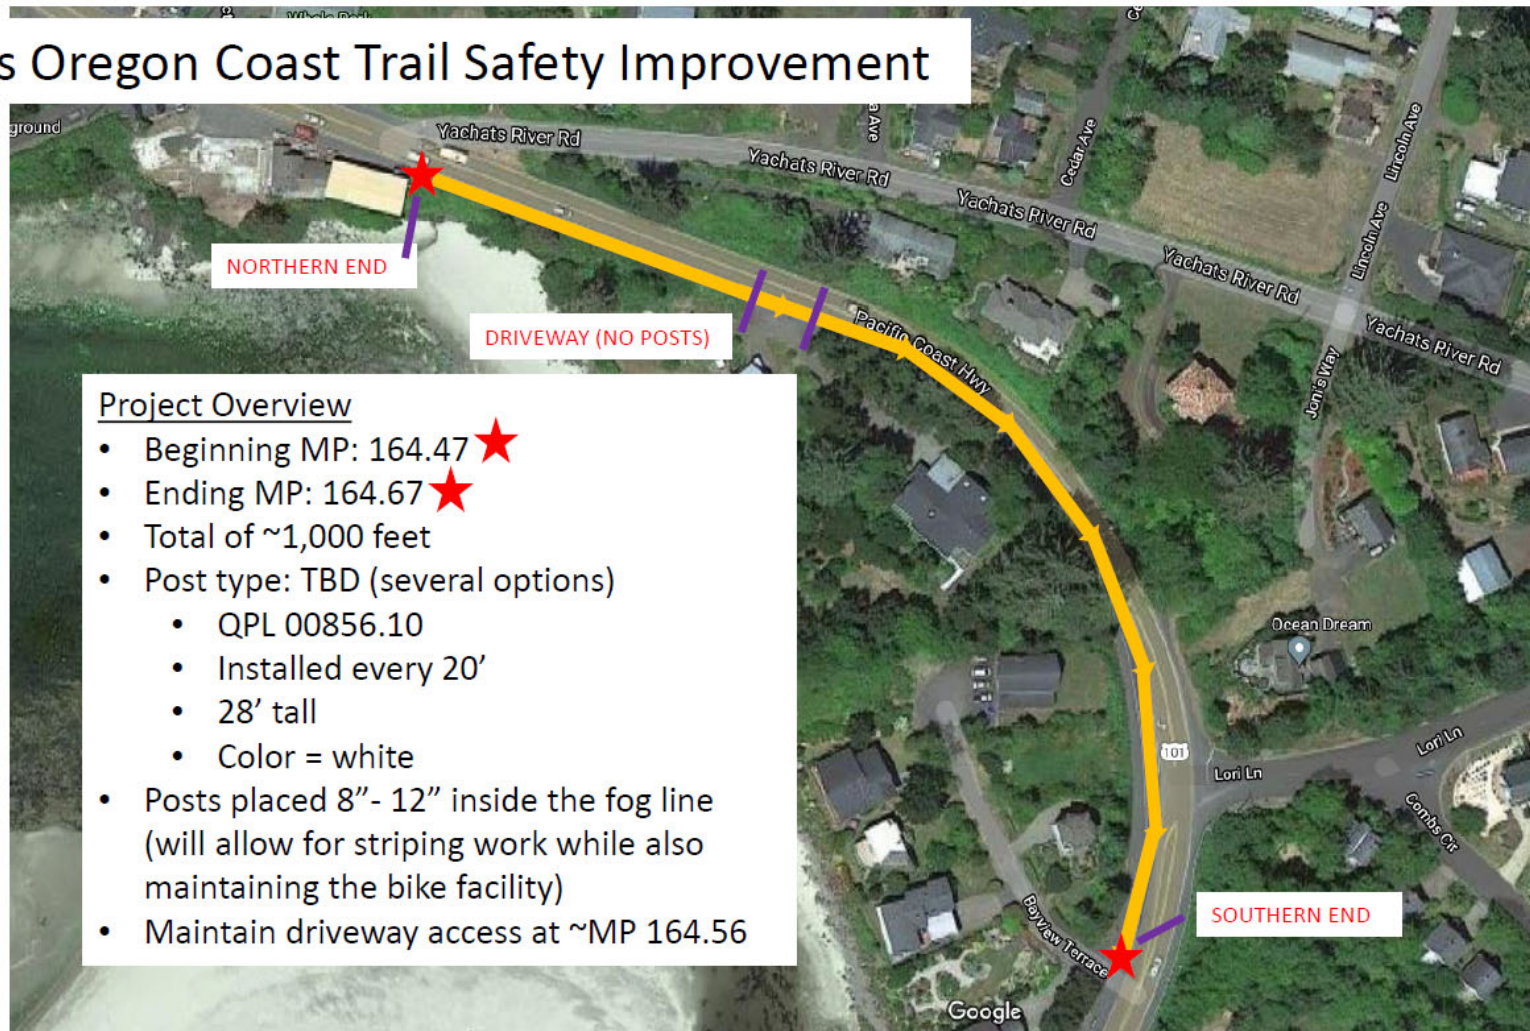 s Oregon Coast Trail Safety Improvement
ground
Yachats River Rd
Yachats River Rd
Yachats River Rd
Yachats River Rd
Yachats River Rd
a Ave
Cedar Ave
Lincoln Ave
Lincoln Ave
Joni's Way
NORTHERN END
DRIVEWAY (NO POSTS)
Pacific Coast Hwy
Project Overview
• Beginning MP: 164.47
• Ending MP: 164.67
• Total of ~1,000 feet
• Post type: TBD (several options)
• QPL 00856.10
• Installed every 20’
• 28’ tall
• Color = white
• Posts placed 8”- 12” inside the fog line
(will allow for striping work while also
maintaining the bike facility)
• Maintain driveway access at ~MP 164.56
Ocean Dream
101
Lori Ln
Lori Ln
Combs Cir
Bayview Terrace
SOUTHERN END
Google